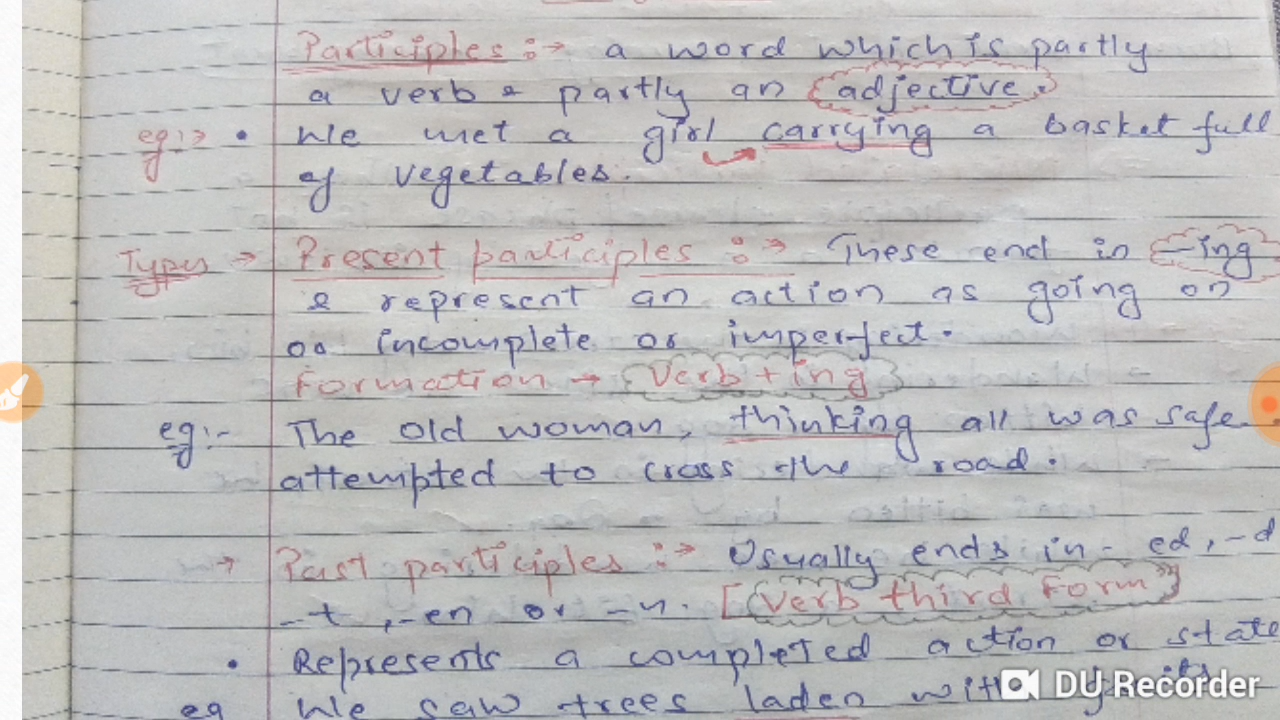 Participles :→ a word which is partly
a verb & partly an adjective.
eg:→ • We met a girl carrying a basket full
of vegetables.
Types → Present participles :→ These end in -ing
& represent an action as going on
or incomplete or imperfect.
Formation → Verb + ing
eg:- The old woman, thinking all was safe
attempted to cross the road.
→ Past participles :→ Usually ends in - ed, -d
-t, -en or -n. [Verb third Form"]
• Represents a completed action or state
eg We saw trees laden with
DU Recorder